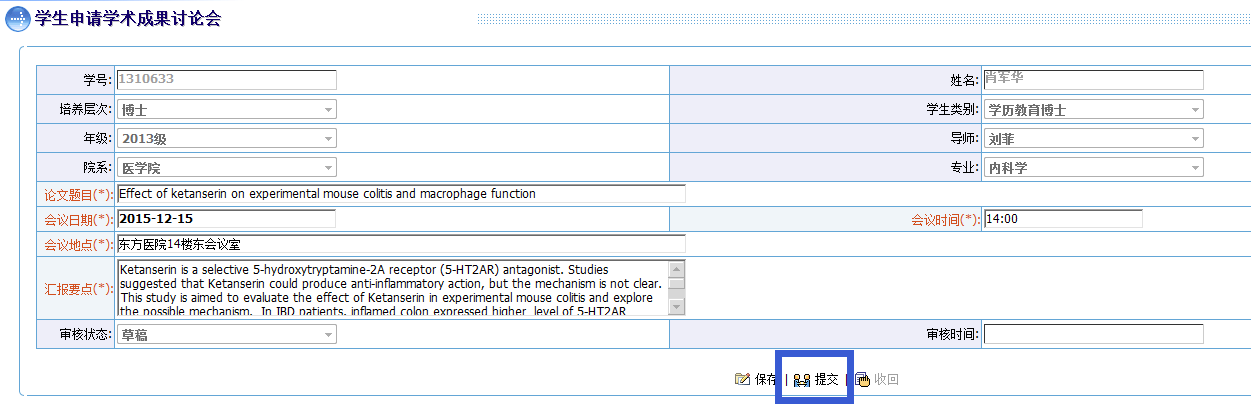 学生申请学术成果讨论会
学号: 1310633 姓名: 肖军华
培养层次: 博士 学生类别: 学历教育博士
年级: 2013级 导师: 刘菲
院系: 医学院 专业: 内科学
论文题目(*): Effect of ketanserin on experimental mouse colitis and macrophage function
会议日期(*): 2015-12-15 会议时间(*): 14:00
会议地点(*): 东方医院14楼东会议室
汇报要点(*): Ketanserin is a selective 5-hydroxytryptamine-2A receptor (5-HT2AR) antagonist. Studies
suggested that Ketanserin could produce anti-inflammatory action, but the mechanism is not clear.
This study is aimed to evaluate the effect of Ketanserin in experimental mouse colitis and explore
the possible mechanism. In IBD patients, inflamed colon expressed higher level of 5-HT2AR
审核状态: 草稿 审核时间:
保存 | 提交 | 收回